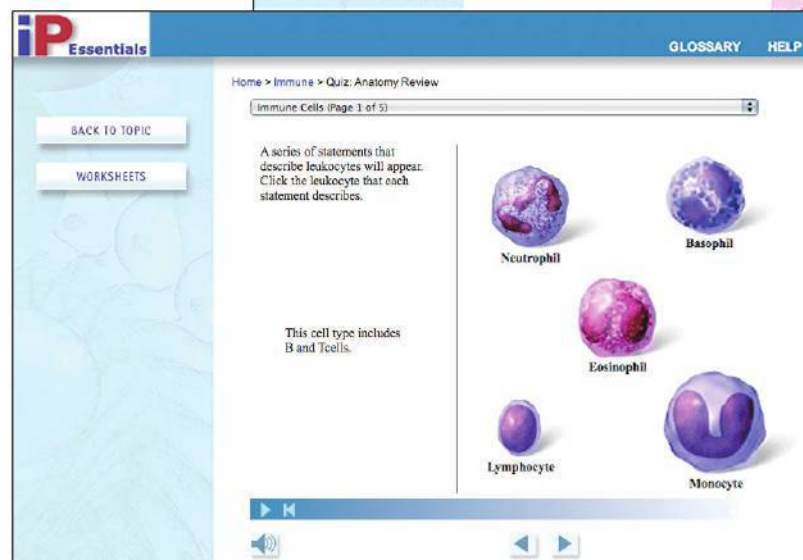 iP Essentials
GLOSSARY HELP
Home > Immune > Quiz: Anatomy Review
Immune Cells (Page 1 of 5)
BACK TO TOPIC
WORKSHEETS
A series of statements that
describe leukocytes will appear.
Click the leukocyte that each
statement describes.
This cell type includes
B and Tcells.
Neutrophil
Basophil
Eosinophil
Lymphocyte
Monocyte